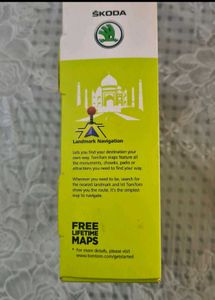 ŠKODA
Landmark Navigation
Lets you find your destination your
own way. TomTom maps feature all
the monuments, chowks, parks or
attractions you need to find your way.
Wherever you need to be, search for
the nearest landmark and let TomTom
show you the route. It's the simplest
way to navigate.
FREE
LIFETIME
MAPS
* For more details, please visit
www.tomtom.com/getstarted